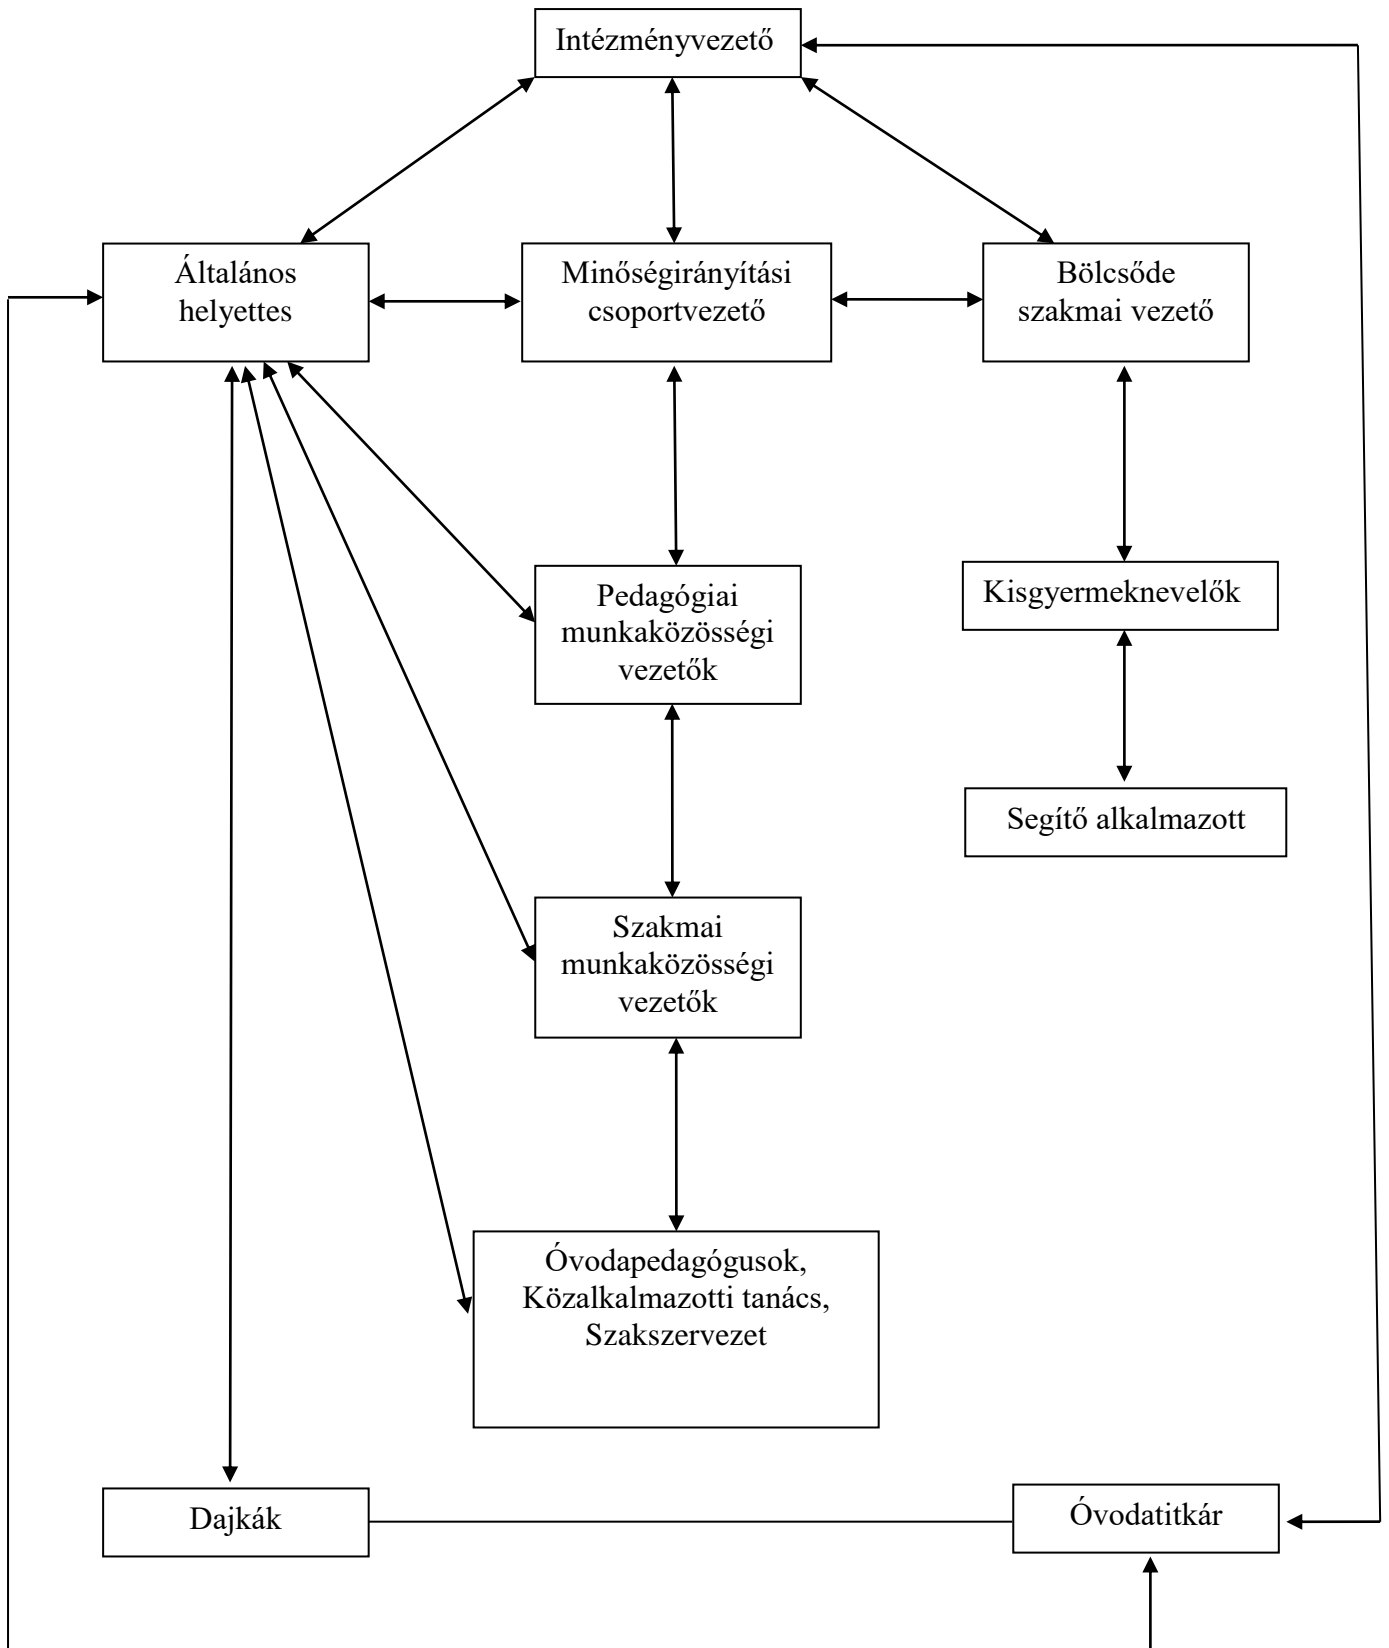 Intézményvezető
Általános
helyettes
Minőségirányítási
csoportvezető
Bölcsőde
szakmai vezető
Pedagógiai
munkaközösségi
vezetők
Kisgyermeknevelők
Segítő alkalmazott
Szakmai
munkaközösségi
vezetők
Óvodapedagógusok,
Közalkalmazotti tanács,
Szakszervezet
Dajkák
Óvodatitkár